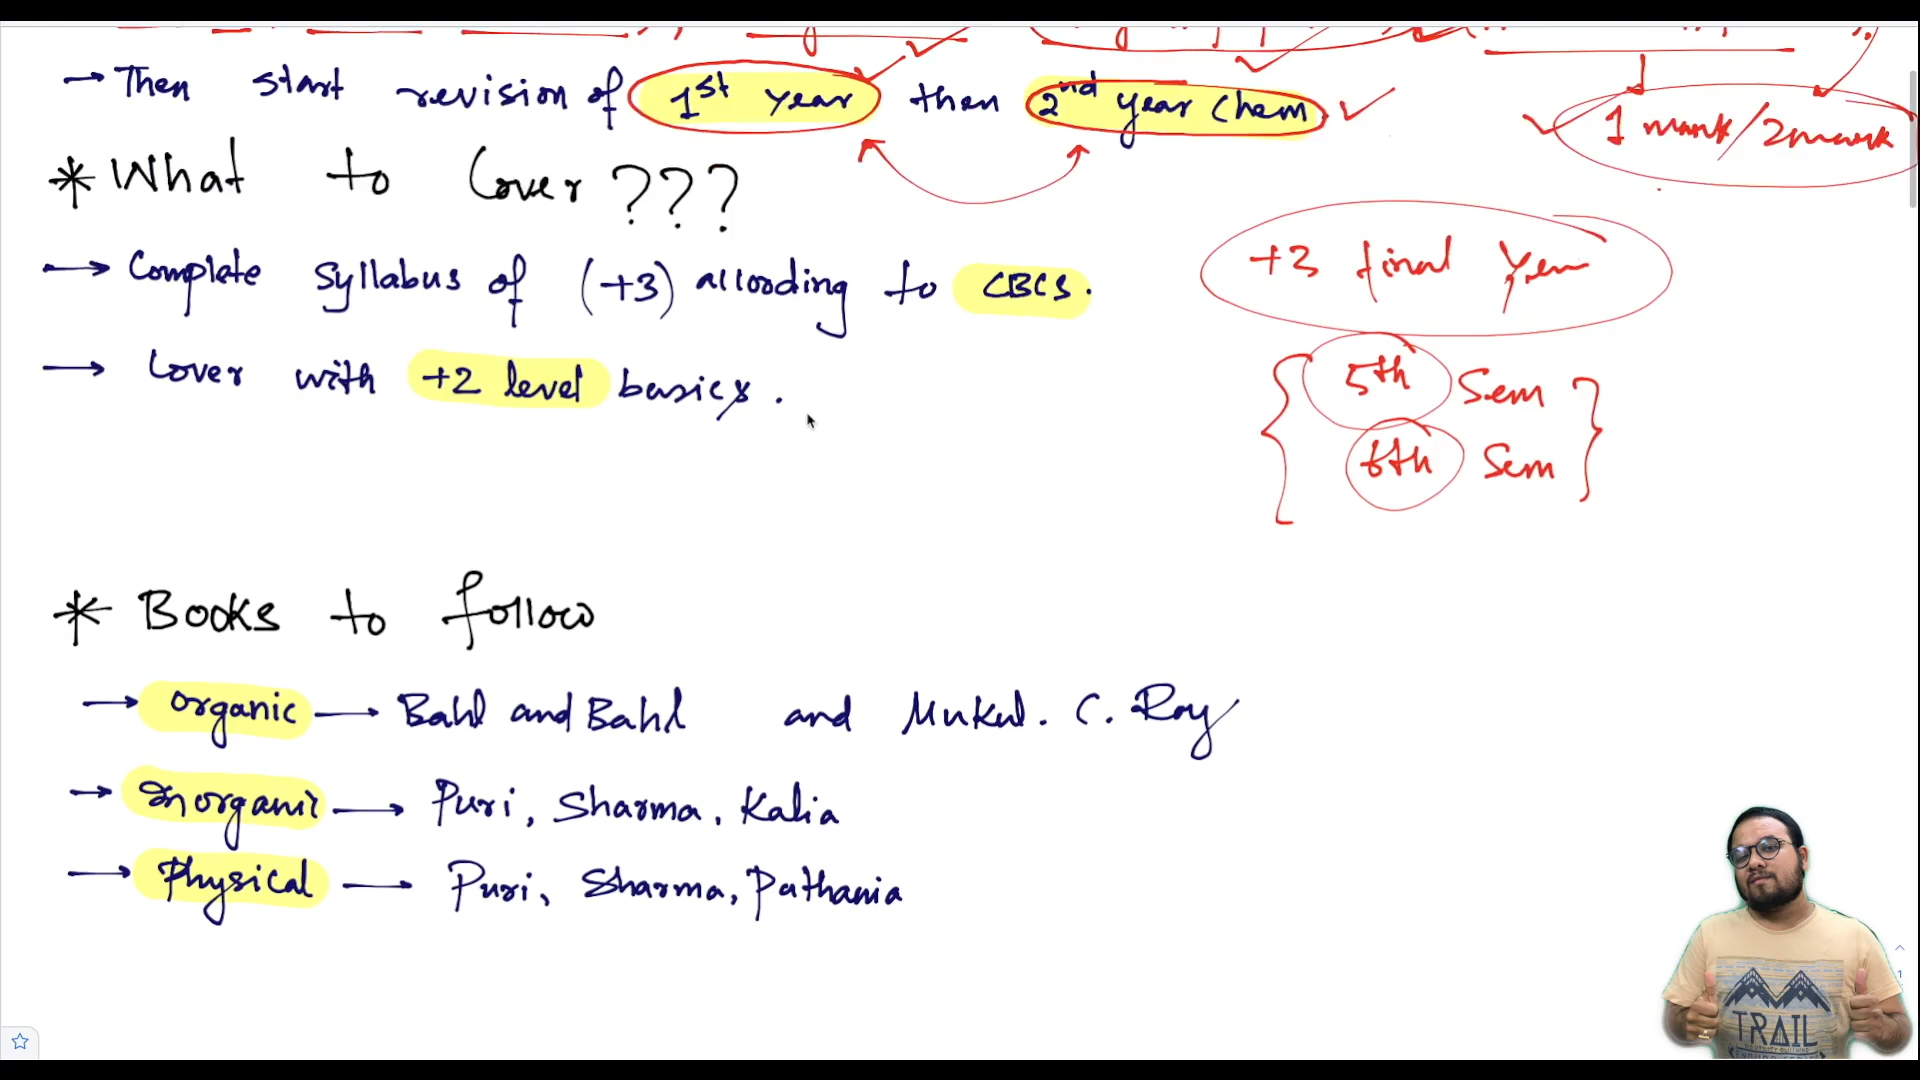 → Then start revision of 1st year then 2nd year Chem.
1 mark/2mark
* What to Cover ???
→ Complete syllabus of (+3) according to CBCS.
+3 final year
→ Cover with +2 level basics.
5th Sem
6th Sem
* Books to follow
→ Organic → Bahl and Bahl and Mukul. C. Roy
→ Inorganic → Puri, Sharma, Kalia
→ Physical → Puri, Sharma, Pathania
TRAIL
1